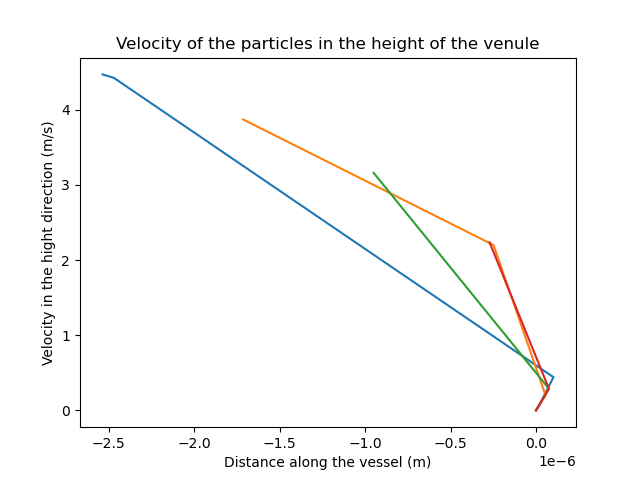 Velocity of the particles in the height of the venule
Velocity in the hight direction (m/s)
4
3
2
1
0
−2.5 −2.0 −1.5 −1.0 −0.5 0.0
1e−6
Distance along the vessel (m)